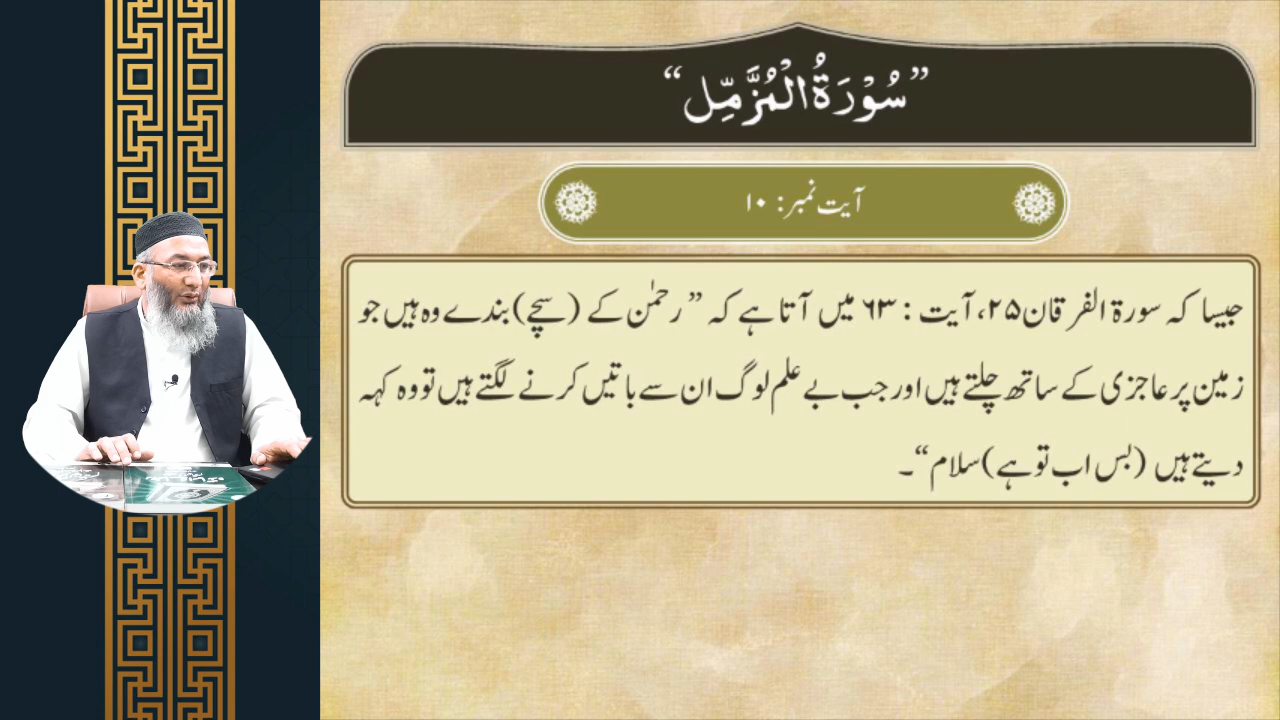 ”سُوْرَۃُ الْمُزَّمِّل“
آیت نمبر: ۱۰
جیسا کہ سورۃ الفرقان۲۵، آیت : ۶۳ میں آتا ہے کہ ” رحمٰن کے (سچے) بندے وہ ہیں جو
زمین پر عاجزی کے ساتھ چلتے ہیں اور جب بے علم لوگ ان سے باتیں کرنے لگتے ہیں تو وہ کہہ
دیتے ہیں (بس اب تو ہے) سلام“۔